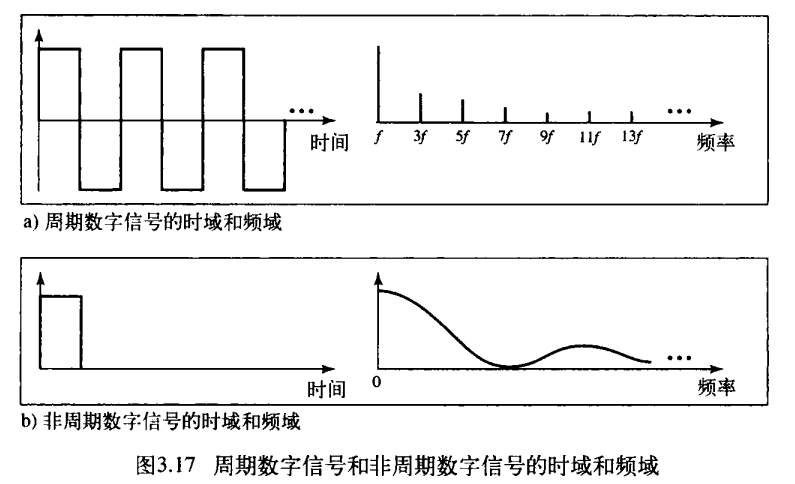 ... ...
时间 f 3f 5f 7f 9f 11f 13f 频率
a) 周期数字信号的时域和频域
...
时间 0 频率
b) 非周期数字信号的时域和频域
图3.17 周期数字信号和非周期数字信号的时域和频域